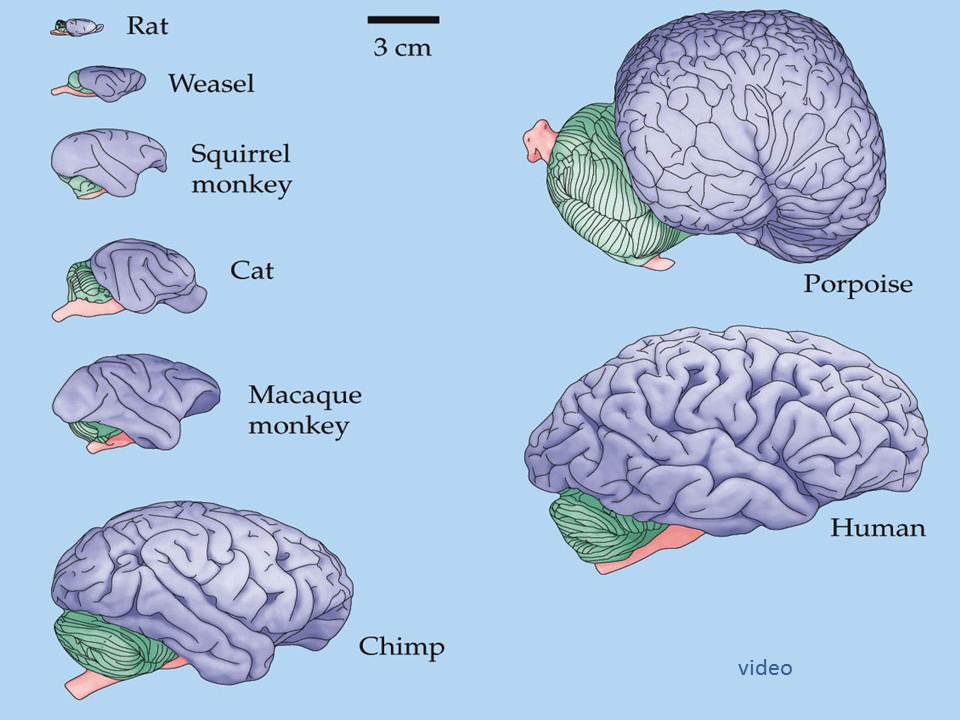 Rat
3 cm
Weasel
Squirrel
monkey
Cat
Porpoise
Macaque
monkey
Human
Chimp
video